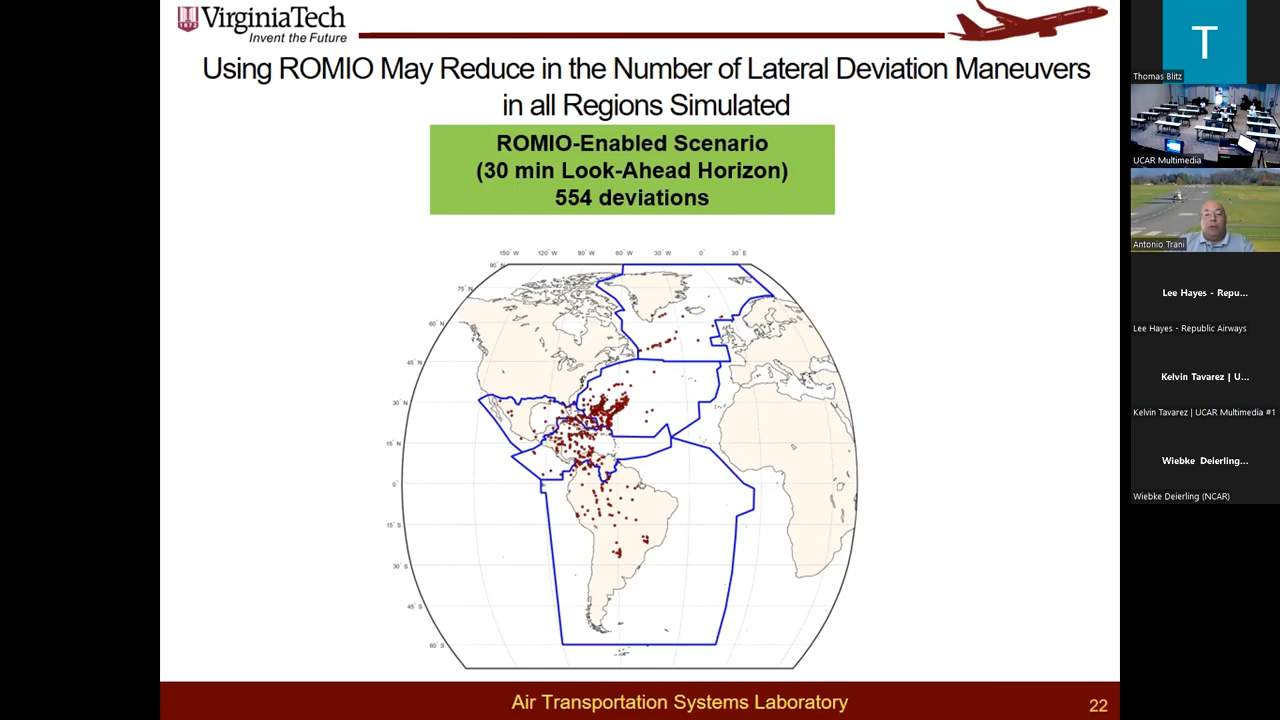 VirginiaTech
Invent the Future
Using ROMIO May Reduce in the Number of Lateral Deviation Maneuvers
in all Regions Simulated
ROMIO-Enabled Scenario
(30 min Look-Ahead Horizon)
554 deviations
150° W 120° W 90° W 60° W 30° W 0° 30° E
90° N
75° N
60° N
45° N
30° N
15° N
0°
15° S
30° S
45° S
60° S
Air Transportation Systems Laboratory
22
T
Thomas Blitz
UCAR Multimedia
Antonio Trani
Lee Hayes - Repu...
Lee Hayes - Republic Airways
Kelvin Tavarez | U...
Kelvin Tavarez | UCAR Multimedia #1
Wiebke Deierling...
Wiebke Deierling (NCAR)